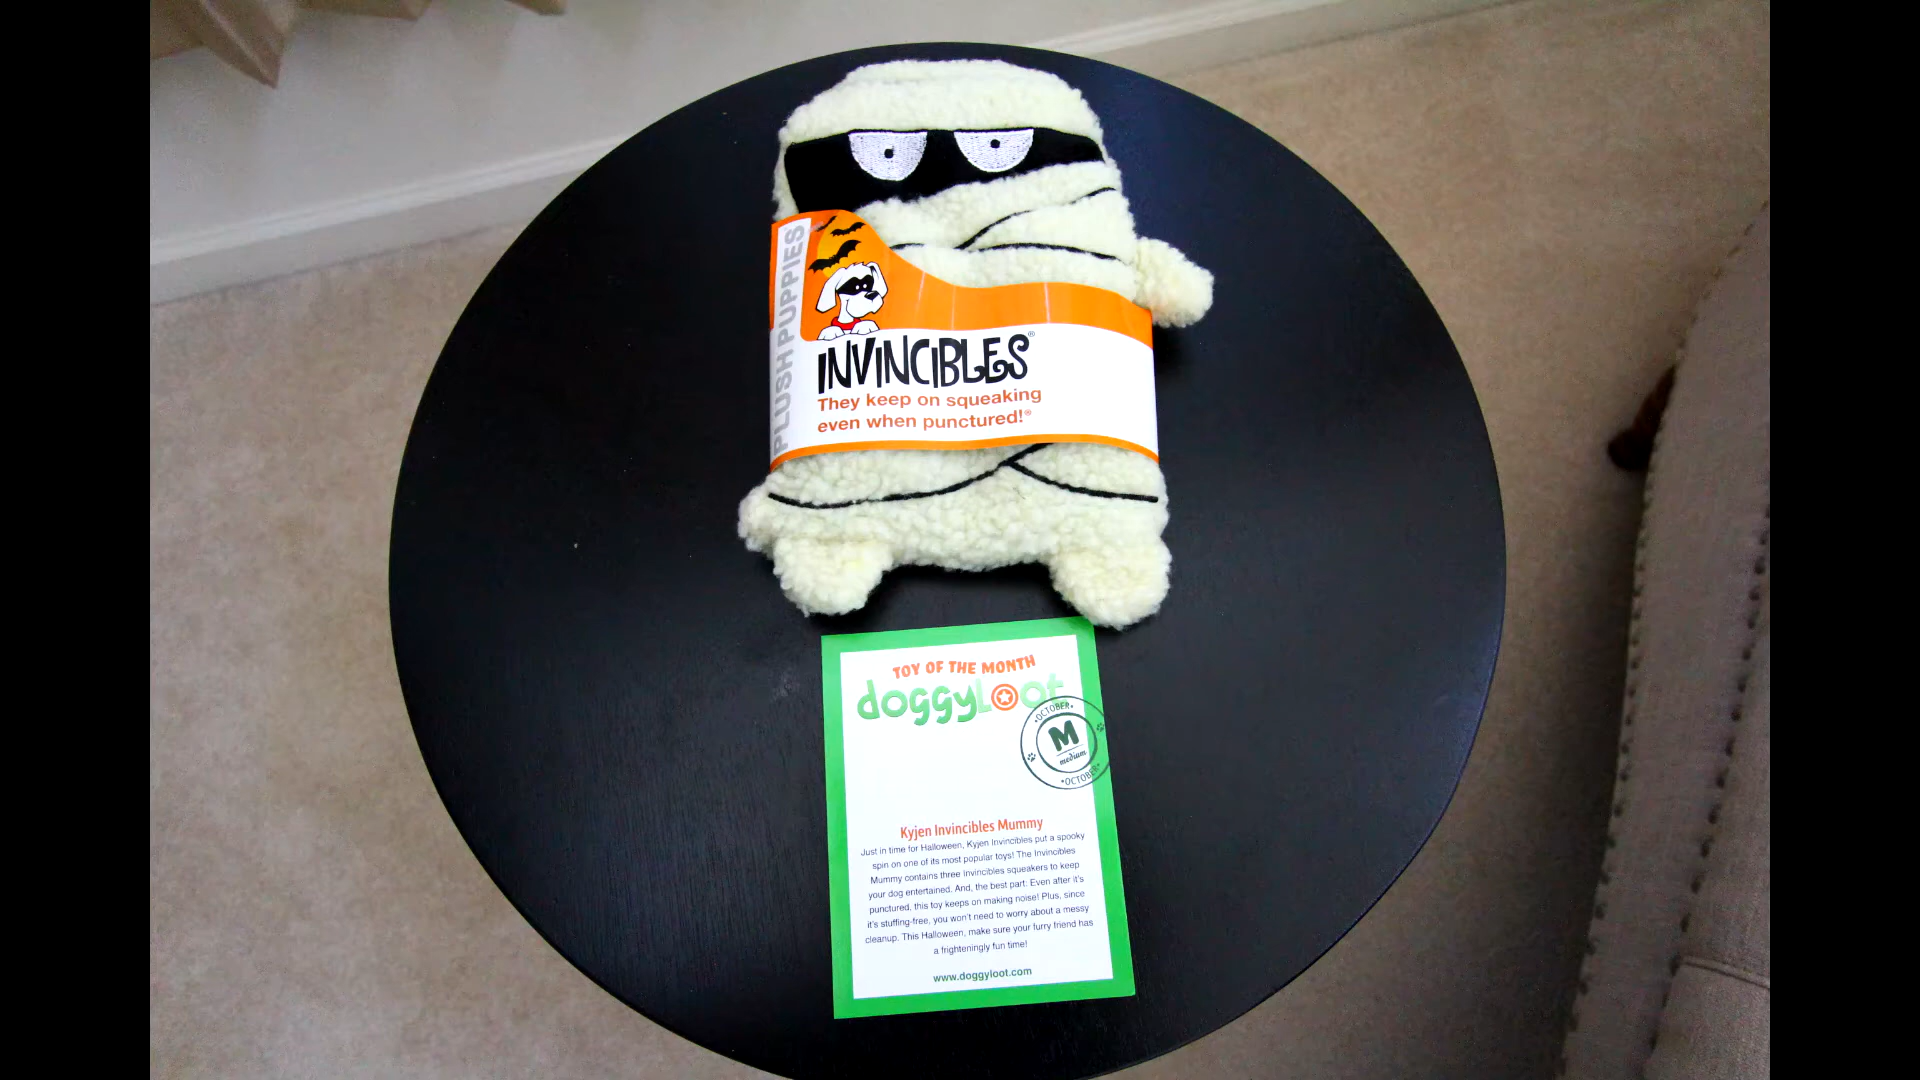 PLUSH PUPPIES
INVINCIBLES®
They keep on squeaking
even when punctured!®
TOY OF THE MONTH
doggyLoot
•OCTOBER•
M
medium
•OCTOBER•
Kyjen Invincibles Mummy
Just in time for Halloween, Kyjen Invincibles put a spooky
spin on one of its most popular toys! The Invincibles
Mummy contains three Invincibles squeakers to keep
your dog entertained. And, the best part: Even after it's
punctured, this toy keeps on making noise! Plus, since
it's stuffing-free, you won't need to worry about a messy
cleanup. This Halloween, make sure your furry friend has
a frighteningly fun time!
www.doggyloot.com